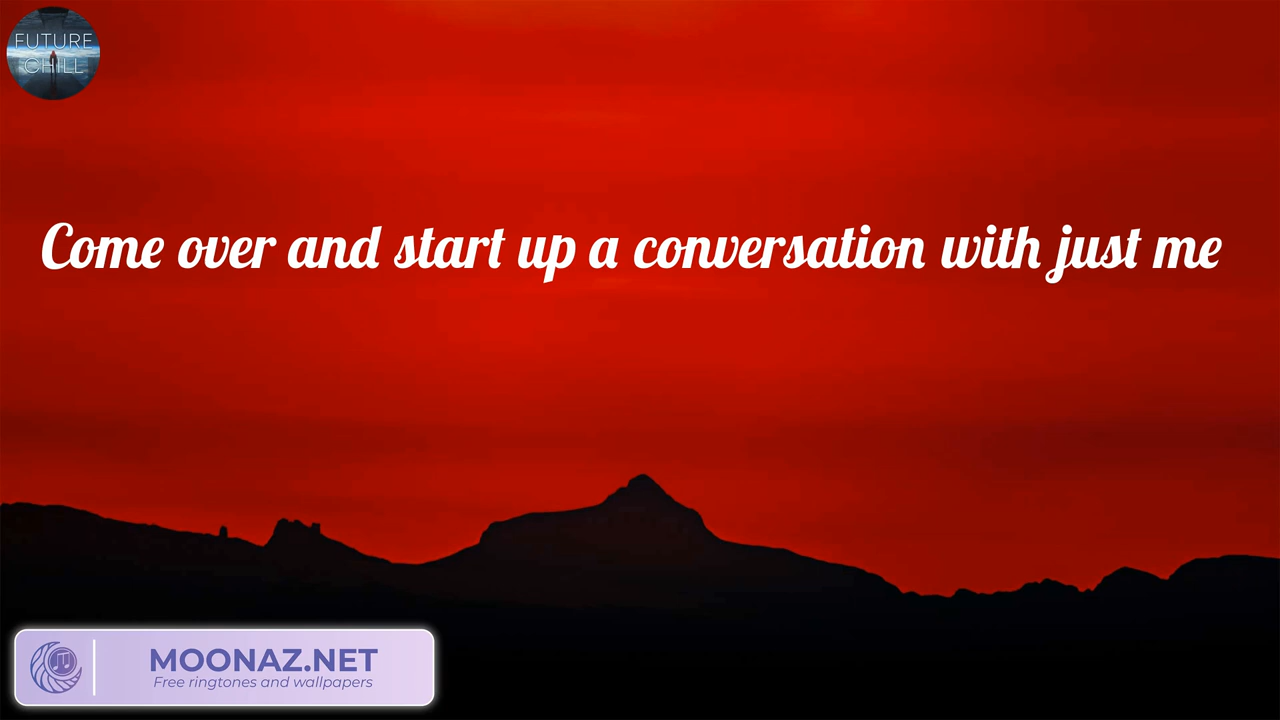 FUTURE
CHILL
Come over and start up a conversation with just me
MOONAZ.NET
Free ringtones and wallpapers